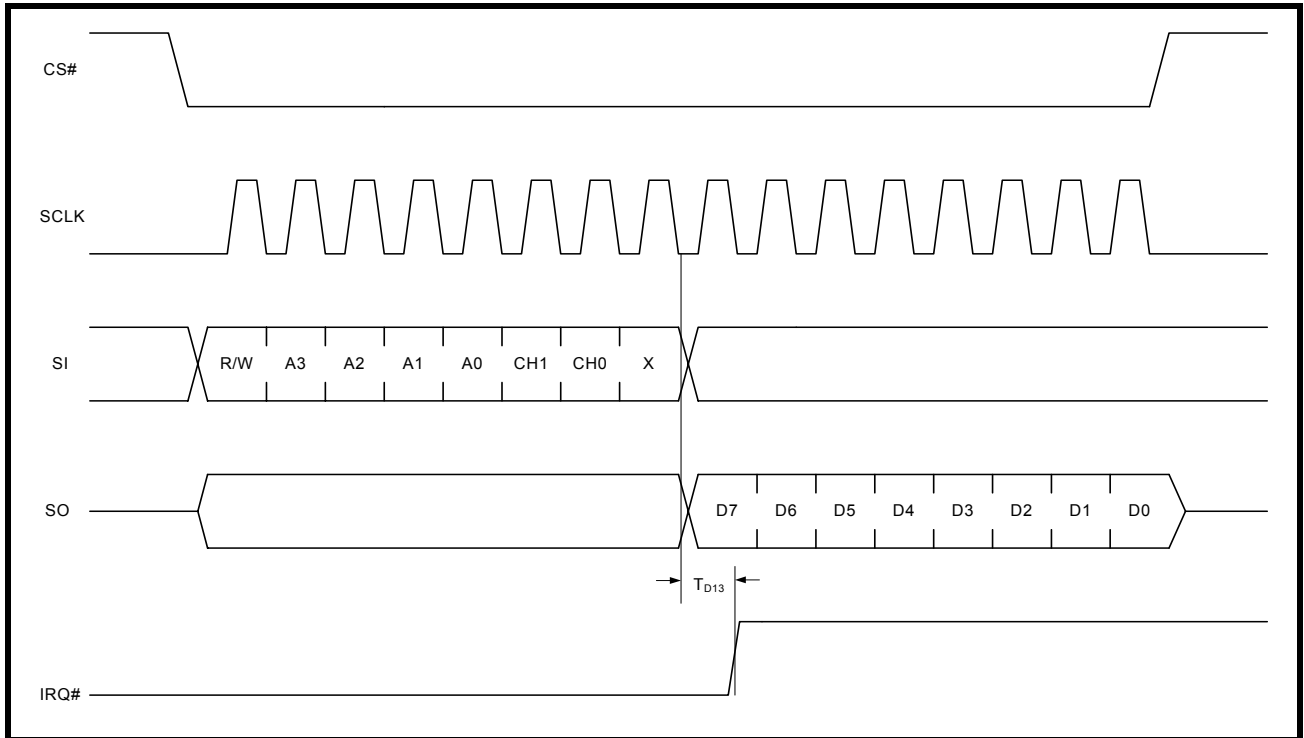 CS#
SCLK
SI
R/W A3 A2 A1 A0 CH1 CH0 X
SO
D7 D6 D5 D4 D3 D2 D1 D0
TD13
IRQ#